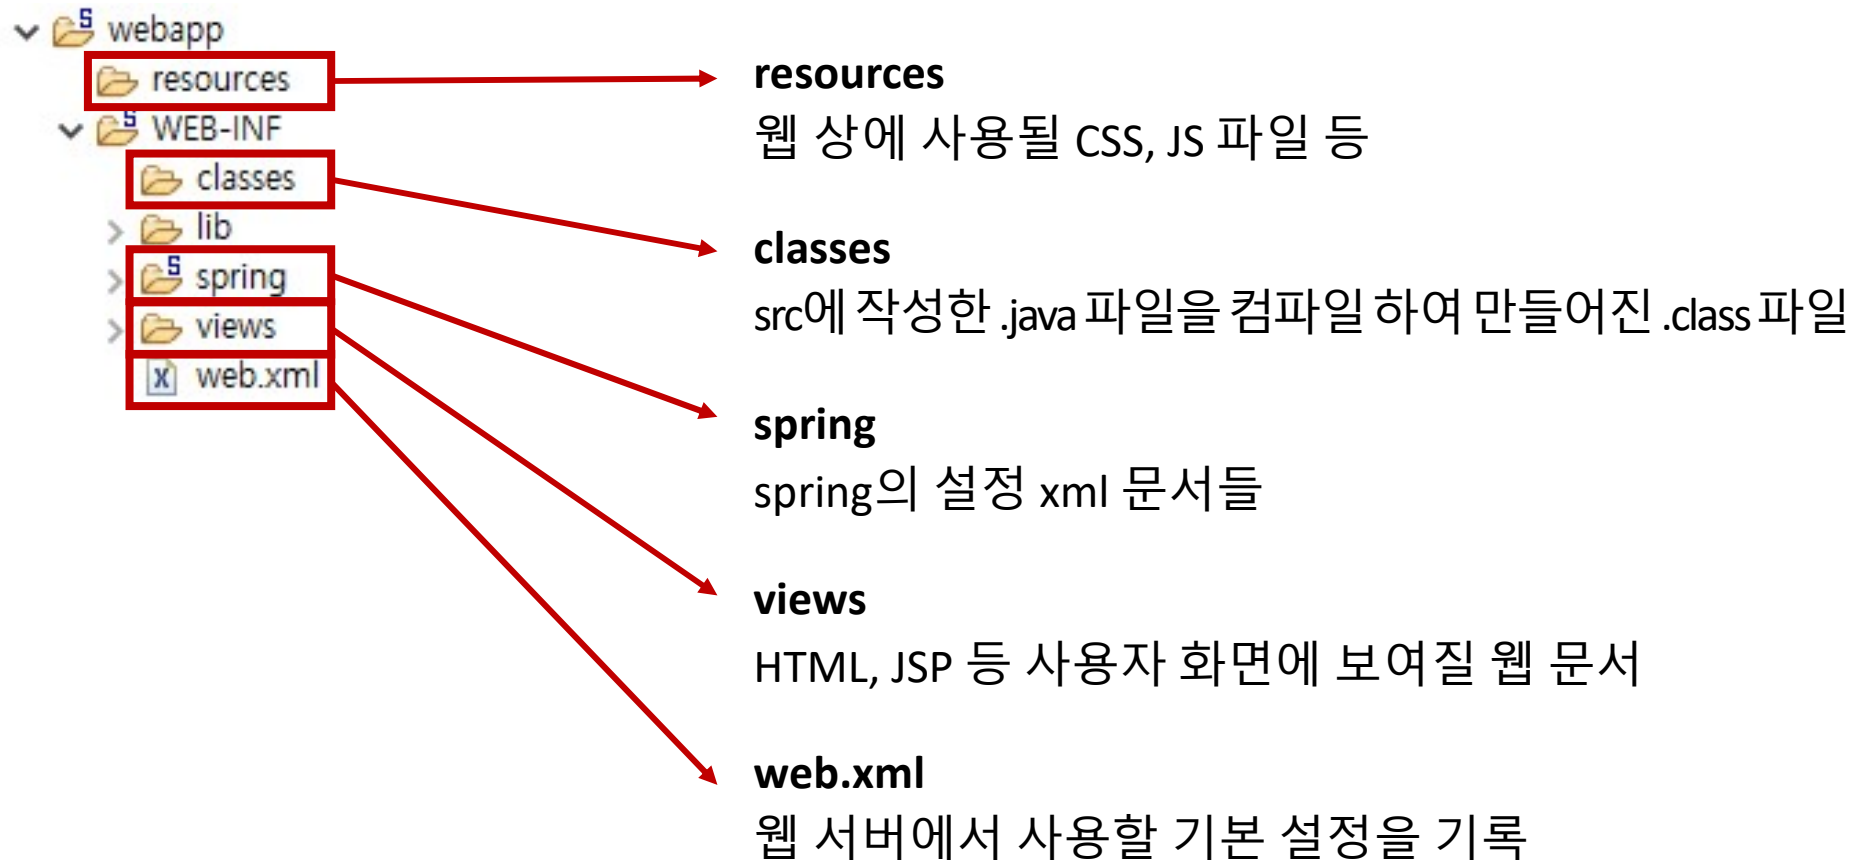 webapp
resources
WEB-INF
classes
lib
spring
views
web.xml
resources
웹 상에 사용될 CSS, JS 파일 등
classes
src에 작성한 .java 파일을 컴파일 하여 만들어진 .class 파일
spring
spring의 설정 xml 문서들
views
HTML, JSP 등 사용자 화면에 보여질 웹 문서
web.xml
웹 서버에서 사용할 기본 설정을 기록